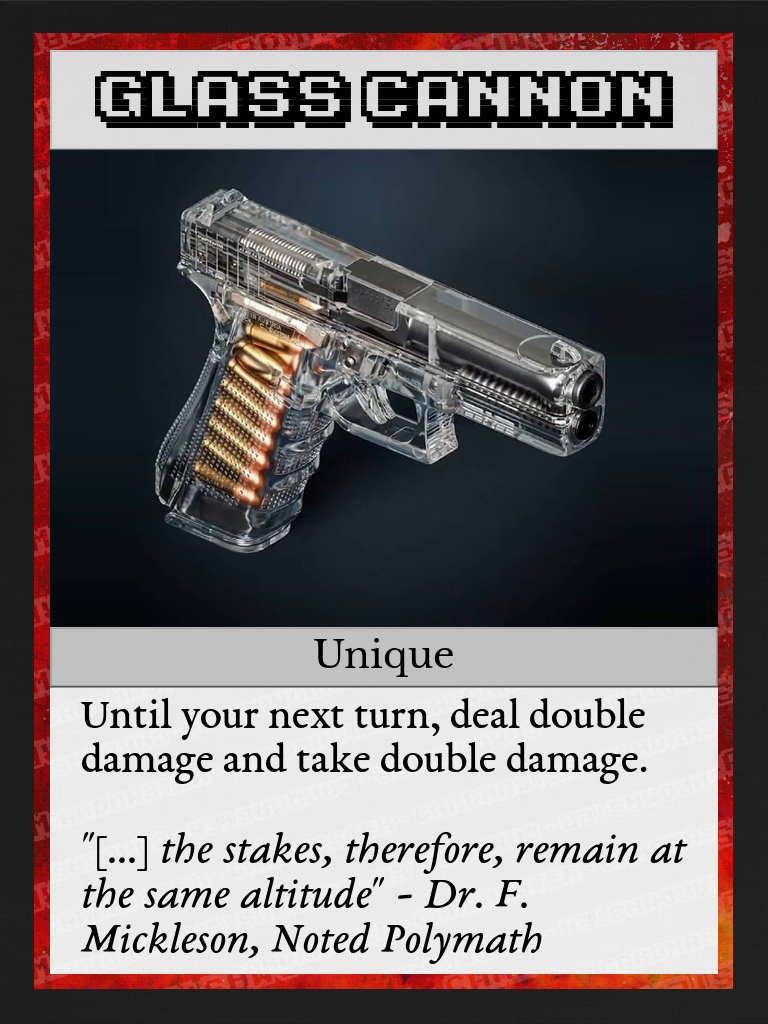 GLASS CANNON
Unique
Until your next turn, deal double
damage and take double damage.
"[...] the stakes, therefore, remain at
the same altitude" - Dr. F.
Mickleson, Noted Polymath